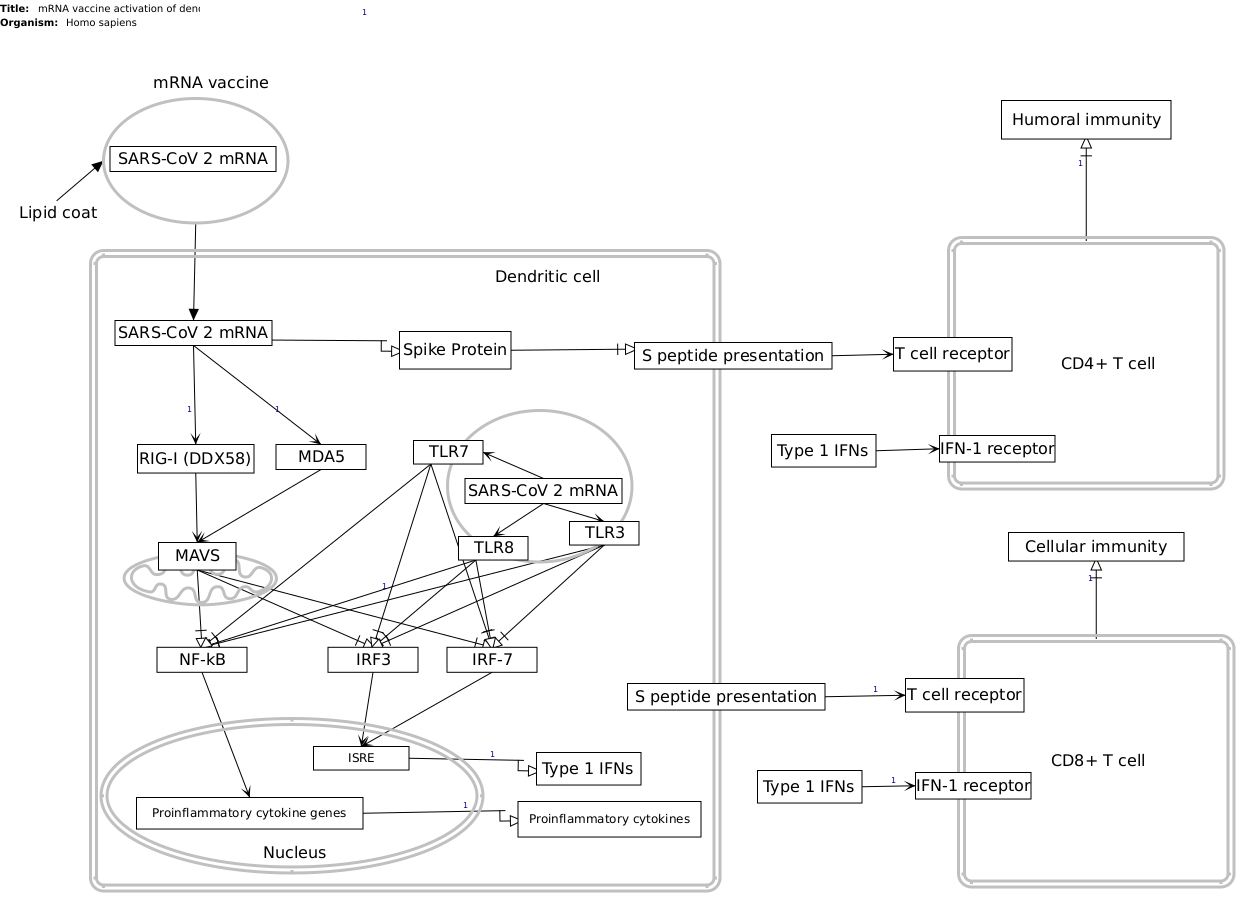 Title: mRNA vaccine activation of
Organism: Homo sapiens
1
mRNA vaccine
SARS-CoV 2 mRNA
Lipid coat
Humoral immunity
1
Dendritic cell
SARS-CoV 2 mRNA
Spike Protein
S peptide presentation
T cell receptor
CD4+ T cell
1
1
RIG-I (DDX58)
MDA5
TLR7
SARS-CoV 2 mRNA
TLR3
TLR8
Type 1 IFNs
IFN-1 receptor
MAVS
1
Cellular immunity
1
NF-kB
IRF3
IRF-7
S peptide presentation
1
T cell receptor
ISRE
1
Type 1 IFNs
CD8+ T cell
Type 1 IFNs
1
IFN-1 receptor
Proinflammatory cytokine genes
1
Proinflammatory cytokines
Nucleus